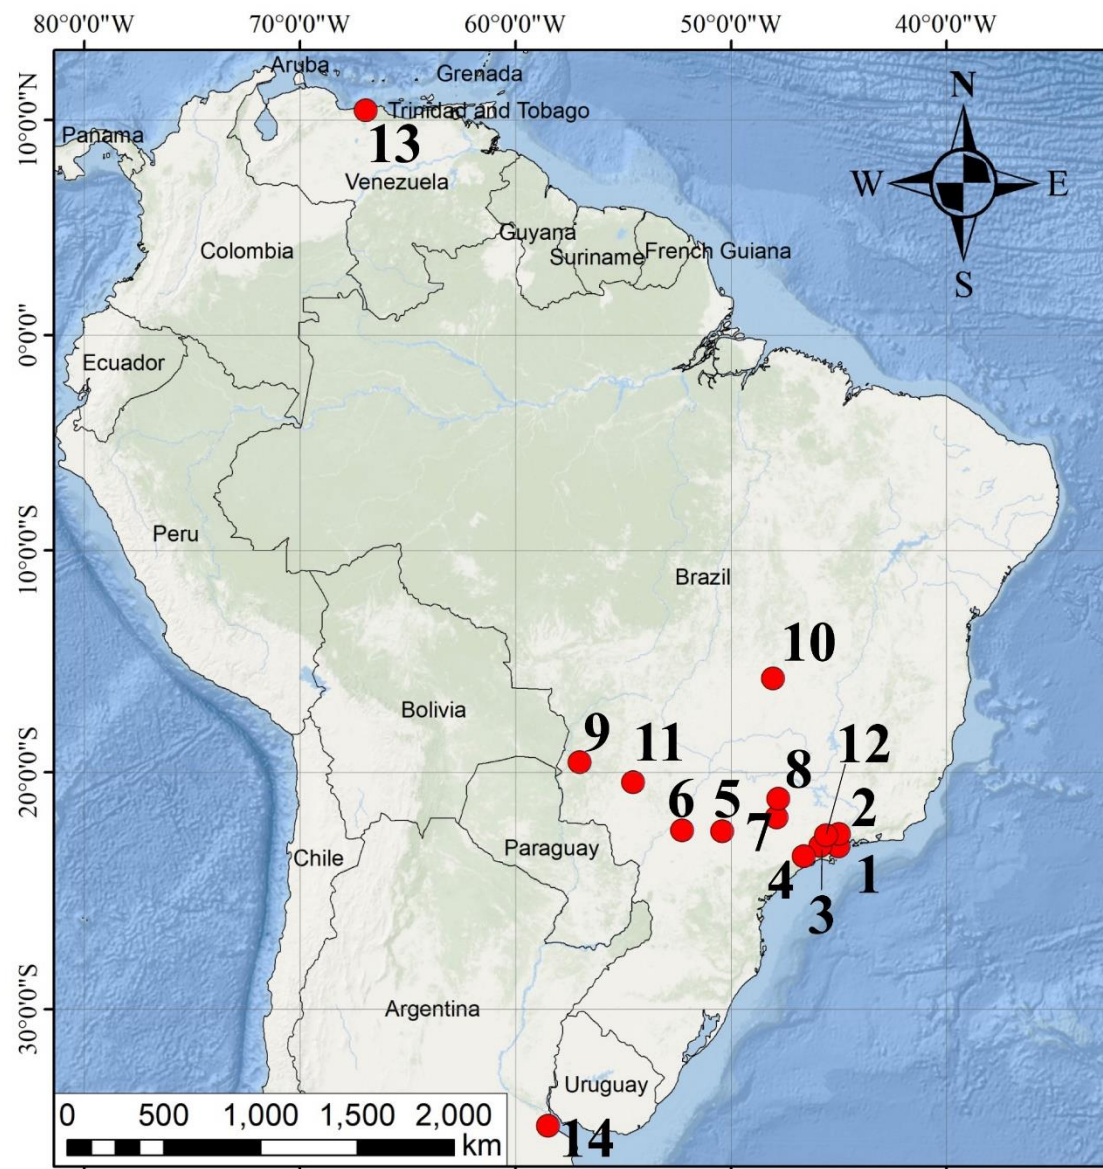 80°0'0"W 70°0'0"W 60°0'0"W 50°0'0"W 40°0'0"W
Aruba
Grenada
10°0'0"N
Trinidad and Tobago
Panama
13
Venezuela
N
W E
S
Guyana
Suriname
French Guiana
Colombia
0°0'0"
Ecuador
Peru
10°0'0"S
Brazil
10
Bolivia
9
11
12
20°0'0"S
8
6
5
2
7
Paraguay
Chile
4
1
3
30°0'0"S
Argentina
Uruguay
0 500 1,000 1,500 2,000
km
14